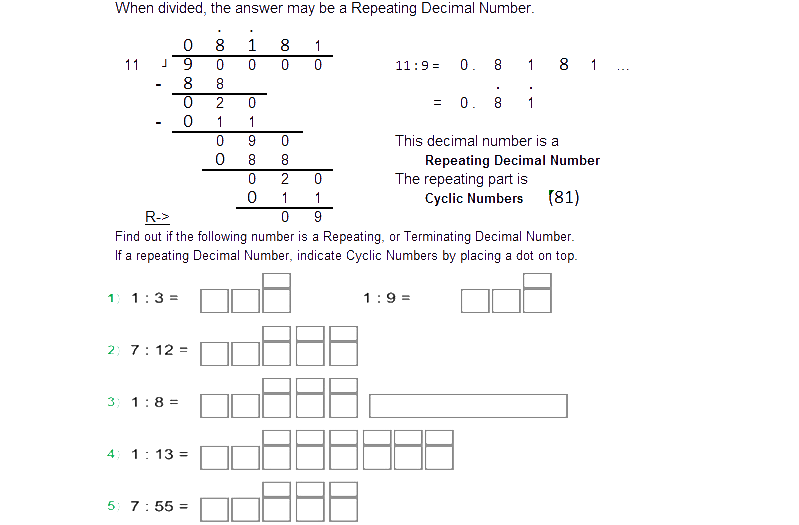 When divided, the answer may be a Repeating Decimal Number.
. .
0 8 1 8 1
11 ┘ 9 0 0 0 0 11:9= 0. 8 1 8 1 ...
- 8 8 . .
0 2 0 = 0. 8 1
- 0 1 1
0 9 0 This decimal number is a
0 8 8 Repeating Decimal Number
0 2 0 The repeating part is
0 1 1 Cyclic Numbers (81)
R-> 0 9
Find out if the following number is a Repeating, or Terminating Decimal Number.
If a repeating Decimal Number, indicate Cyclic Numbers by placing a dot on top.
1: 1 : 3 = 1 : 9 =
2: 7 : 12 =
3: 1 : 8 =
4: 1 : 13 =
5: 7 : 55 =